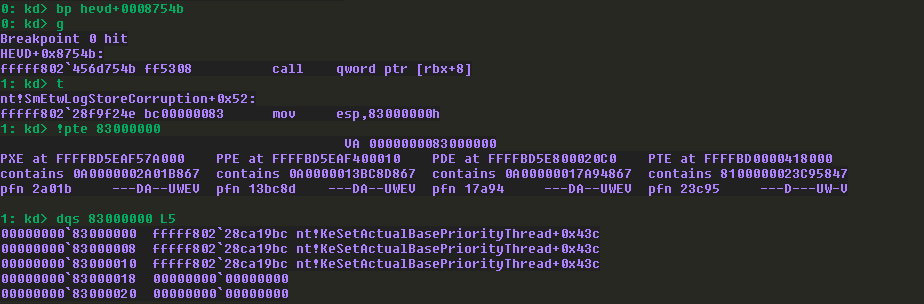 0: kd> bp hevd+0008754b
0: kd> g
Breakpoint 0 hit
HEVD+0x8754b:
fffff802`456d754b ff5308          call    qword ptr [rbx+8]
1: kd> t
nt!SmEtwLogStoreCorruption+0x52:
fffff802`28f9f24e bc00000083      mov     esp,83000000h
1: kd> !pte 83000000
                                           VA 0000000083000000
PXE at FFFFBD5EAF57A000    PPE at FFFFBD5EAF400010    PDE at FFFFBD5E800020C0    PTE at FFFFBD0000418000
contains 0A00000002A01B867  contains 0A0000013BC8D867  contains 0A00000017A94867  contains 8100000023C95847
pfn 2a01b     ---DA--UWEV  pfn 13bc8d    ---DA--UWEV  pfn 17a94     ---DA--UWEV  pfn 23c95     ---D---UW-V
1: kd> dqs 83000000 L5
00000000`83000000  fffff802`28ca19bc nt!KeSetActualBasePriorityThread+0x43c
00000000`83000008  fffff802`28ca19bc nt!KeSetActualBasePriorityThread+0x43c
00000000`83000010  fffff802`28ca19bc nt!KeSetActualBasePriorityThread+0x43c
00000000`83000018  00000000`00000000
00000000`83000020  00000000`00000000